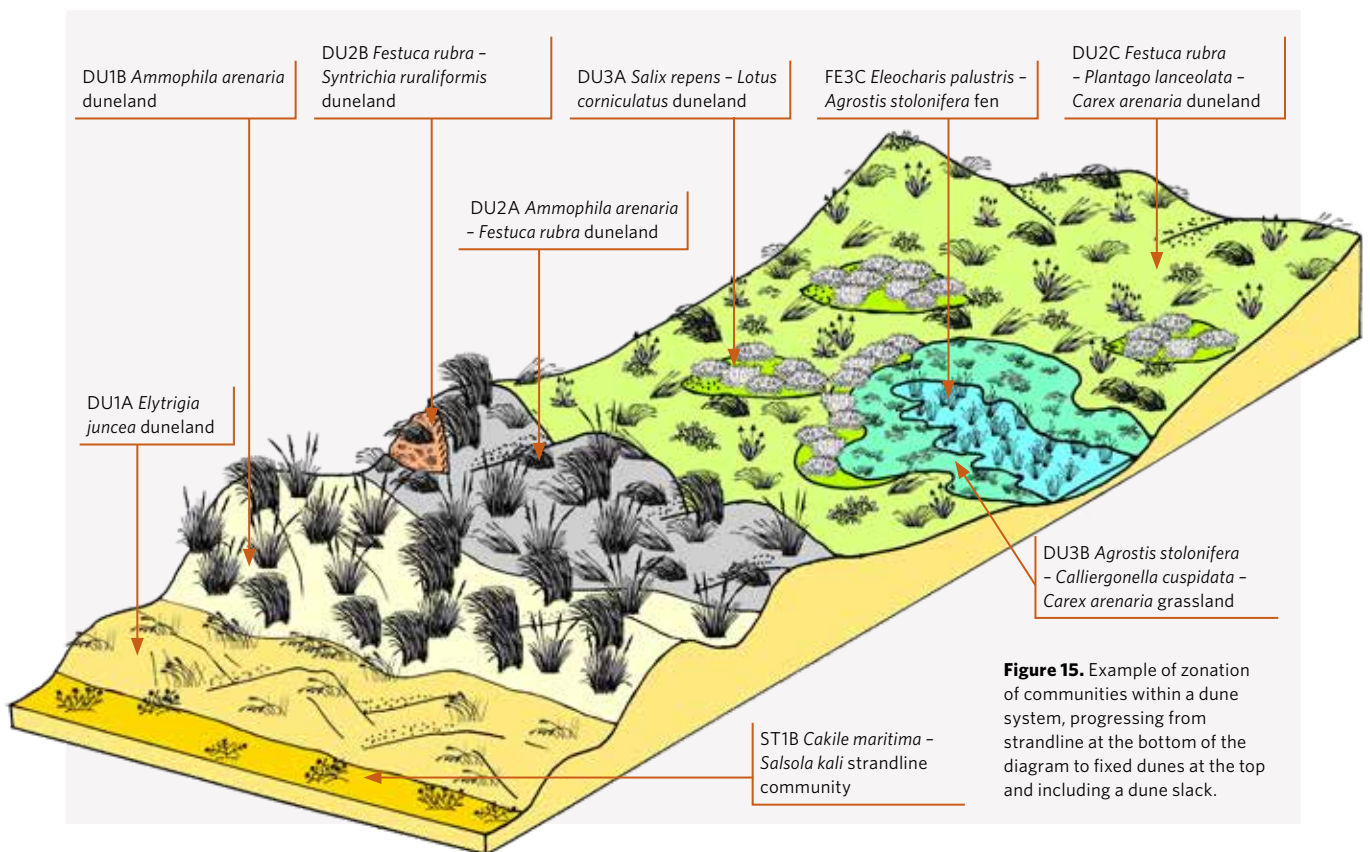 DU1B Ammophila arenaria
duneland
DU2B Festuca rubra –
Syntrichia ruraliformis
duneland
DU3A Salix repens – Lotus
corniculatus duneland
FE3C Eleocharis palustris –
Agrostis stolonifera fen
DU2C Festuca rubra
– Plantago lanceolata –
Carex arenaria duneland
DU2A Ammophila arenaria
– Festuca rubra duneland
DU1A Elytrigia
juncea duneland
DU3B Agrostis stolonifera
– Calliergonella cuspidata –
Carex arenaria grassland
ST1B Cakile maritima –
Salsola kali strandline
community
Figure 15. Example of zonation
of communities within a dune
system, progressing from
strandline at the bottom of the
diagram to fixed dunes at the top
and including a dune slack.